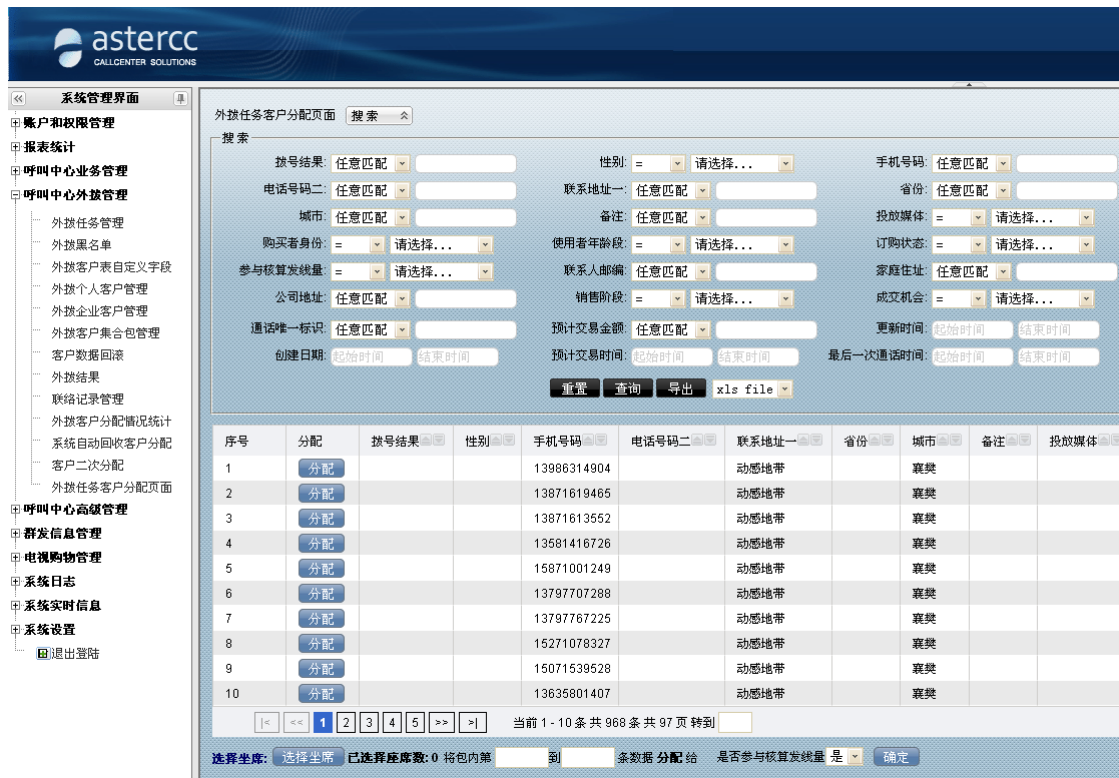 astercc
CALLCENTER SOLUTIONS
系统管理界面
账户和权限管理
报表统计
呼叫中心业务管理
呼叫中心外拨管理
外拨任务管理
外拨黑名单
外拨客户表自定义字段
外拨个人客户管理
外拨企业客户管理
外拨客户集合包管理
客户数据回滚
外拨结果
联络记录管理
外拨客户分配情况统计
系统自动回收客户分配
客户二次分配
外拨任务客户分配页面
呼叫中心高级管理
群发信息管理
电视购物管理
系统日志
系统实时信息
系统设置
退出登陆
外拨任务客户分配页面 搜 索
搜 索
拨号结果: 任意匹配 性别: = 请选择... 手机号码: 任意匹配
电话号码二: 任意匹配 联系地址一: 任意匹配 省份: 任意匹配
城市: 任意匹配 备注: 任意匹配 投放媒体: = 请选择...
购买者身份: = 请选择... 使用者年龄段: = 请选择... 订购状态: = 请选择...
参与核算发线量: = 请选择... 联系人邮编: 任意匹配 家庭住址: 任意匹配
公司地址: 任意匹配 销售阶段: = 请选择... 成交机会: = 请选择...
通话唯一标识: 任意匹配 预计交易金额: 任意匹配 更新时间: 起始时间 结束时间
创建日期: 起始时间 结束时间 预计交易时间: 起始时间 结束时间 最后一次通话时间: 起始时间 结束时间
重置 查询 导出 xls file
序号 分配 拨号结果 性别 手机号码 电话号码二 联系地址一 省份 城市 备注 投放媒体
1 分配 13986314904 动感地带 襄樊
2 分配 13871619465 动感地带 襄樊
3 分配 13871613552 动感地带 襄樊
4 分配 13581416726 动感地带 襄樊
5 分配 15871001249 动感地带 襄樊
6 分配 13797707288 动感地带 襄樊
7 分配 13797767225 动感地带 襄樊
8 分配 15271078327 动感地带 襄樊
9 分配 15071539528 动感地带 襄樊
10 分配 13635801407 动感地带 襄樊
|< << 1 2 3 4 5 >> >| 当前 1 - 10 条 共 968 条 共 97 页 转到
选择坐席: 选择坐席 已选择座席数: 0 将包内第 到 条数据 分配 给 是否参与核算发线量 是 确定